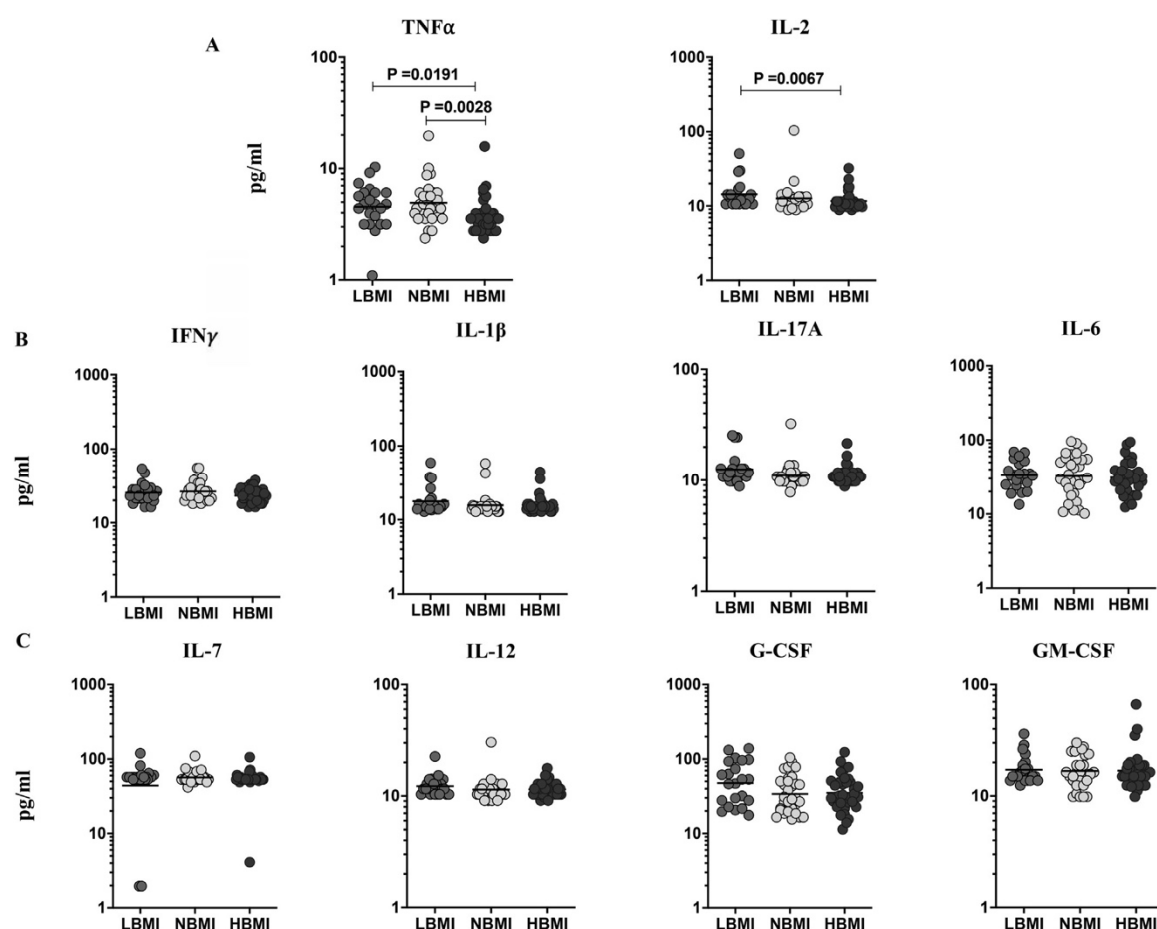 A
TNFα
IL-2
pg/ml
100
10
1
P =0.0191
P =0.0028
LBMI NBMI HBMI
1000
100
10
1
P =0.0067
LBMI NBMI HBMI
B
IFNγ
IL-1β
IL-17A
IL-6
pg/ml
1000
100
10
1
LBMI NBMI HBMI
1000
100
10
1
LBMI NBMI HBMI
100
10
1
LBMI NBMI HBMI
1000
100
10
1
LBMI NBMI HBMI
C
IL-7
IL-12
G-CSF
GM-CSF
pg/ml
1000
100
10
1
LBMI NBMI HBMI
100
10
1
LBMI NBMI HBMI
1000
100
10
1
LBMI NBMI HBMI
100
10
1
LBMI NBMI HBMI